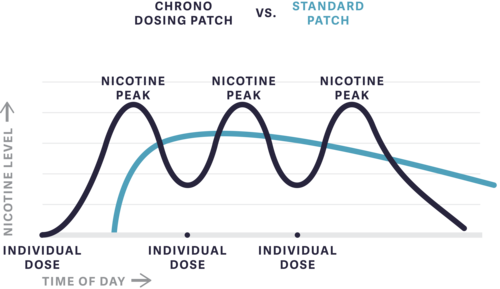 CHRONO
DOSING PATCH
VS.
STANDARD
PATCH
NICOTINE
PEAK
NICOTINE
PEAK
NICOTINE
PEAK
NICOTINE LEVEL
INDIVIDUAL
DOSE
INDIVIDUAL
DOSE
INDIVIDUAL
DOSE
TIME OF DAY